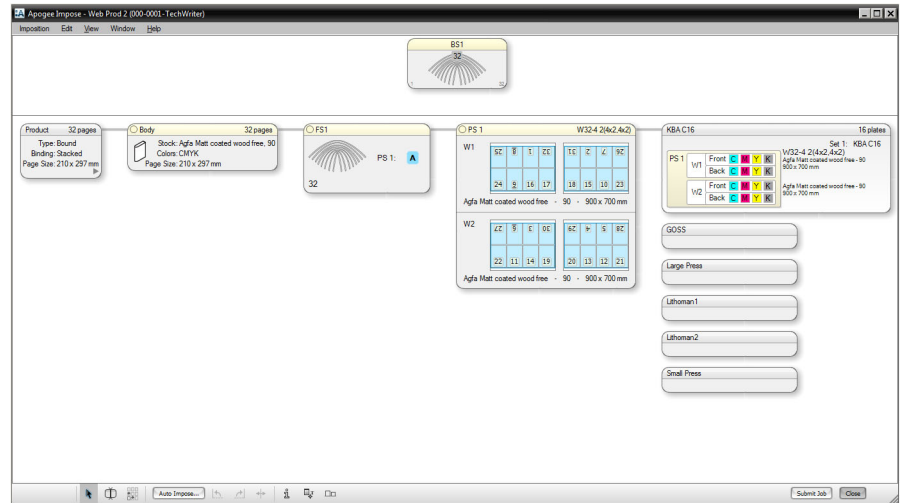 Apogee Impose - Web Prod 2 (000-0001-TechWriter)
Imposition Edit View Window Help
BS1
32
Product 32 pages
Type: Bound
Binding: Stacked
Page Size: 210 x 297 mm
Body 32 pages
Stock: Agfa Matt coated wood free, 90
Colors: CMYK
Page Size: 210 x 297 mm
FS1
PS 1: A
32
PS 1 W32-4 2(4x2,4x2)
W1
25 8 1 32 31 2 7 26
24 9 16 17 18 15 10 23
Agfa Matt coated wood free - 90 - 900 x 700 mm
W2
27 6 3 30 29 4 5 28
22 11 14 19 20 13 12 21
Agfa Matt coated wood free - 90 - 900 x 700 mm
KBA C16 16 plates
Set 1: KBA C16
PS 1 W1 Front C M Y K W32-4 2(4x2,4x2)
Back C M Y K Agfa Matt coated wood free - 90
900 x 700 mm
W2 Front C M Y K Agfa Matt coated wood free - 90
Back C M Y K 900 x 700 mm
GOSS
Large Press
Lithoman1
Lithoman2
Small Press
Auto Impose... Submit Job Close